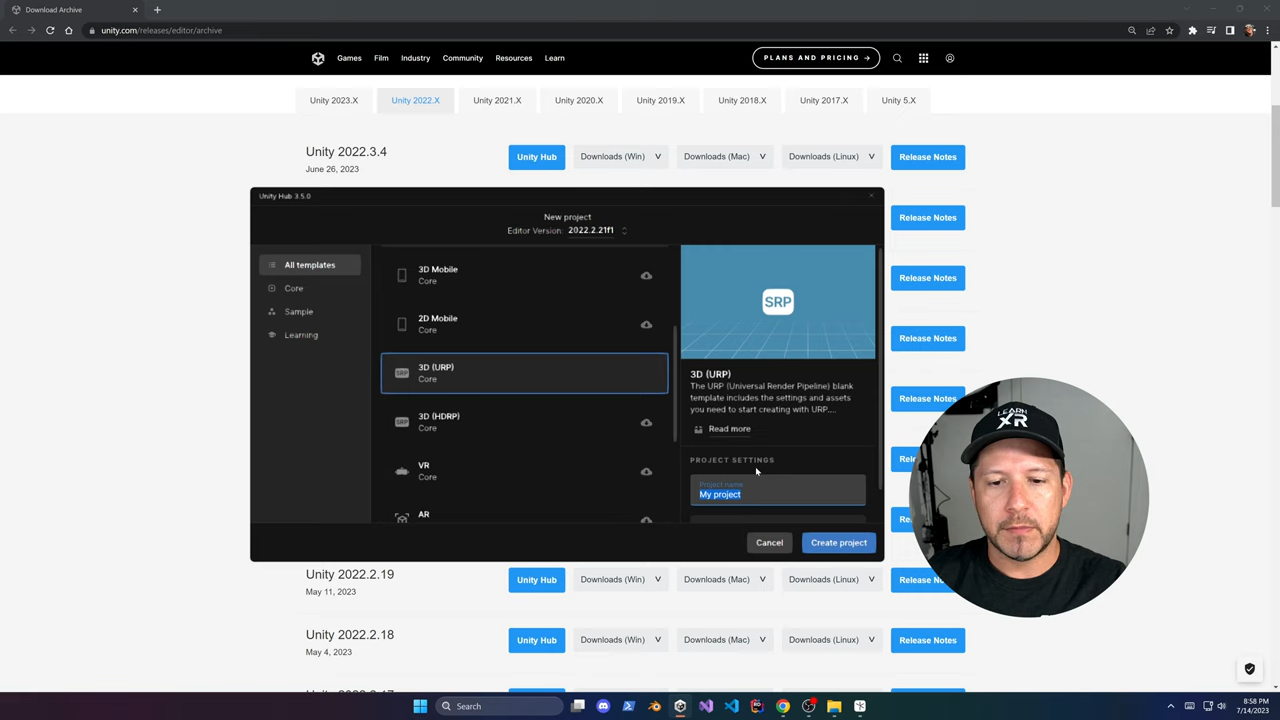 Download Archive
unity.com/releases/editor/archive
Games
Film
Industry
Community
Resources
Learn
PLANS AND PRICING →
Unity 2023.X
Unity 2022.X
Unity 2021.X
Unity 2020.X
Unity 2019.X
Unity 2018.X
Unity 2017.X
Unity 5.X
Unity 2022.3.4
June 26, 2023
Unity Hub
Downloads (Win)
Downloads (Mac)
Downloads (Linux)
Release Notes
Release Notes
Release Notes
Release Notes
Release Notes
Unity Hub 3.5.0
New project
Editor Version: 2022.2.21f1
All templates
Core
Sample
Learning
3D Mobile
Core
2D Mobile
Core
3D (URP)
Core
3D (HDRP)
Core
VR
Core
AR
SRP
SRP
SRP
3D (URP)
The URP (Universal Render Pipeline) blank
template includes the settings and assets
you need to start creating with URP....
Read more
PROJECT SETTINGS
Project name
My project
Cancel
Create project
LEARN
XR
Unity 2022.2.19
May 11, 2023
Unity Hub
Downloads (Win)
Downloads (Mac)
Downloads (Linux)
Unity 2022.2.18
May 4, 2023
Unity Hub
Downloads (Win)
Downloads (Mac)
Downloads (Linux)
Release Notes
Search
8:58 PM
7/14/2023